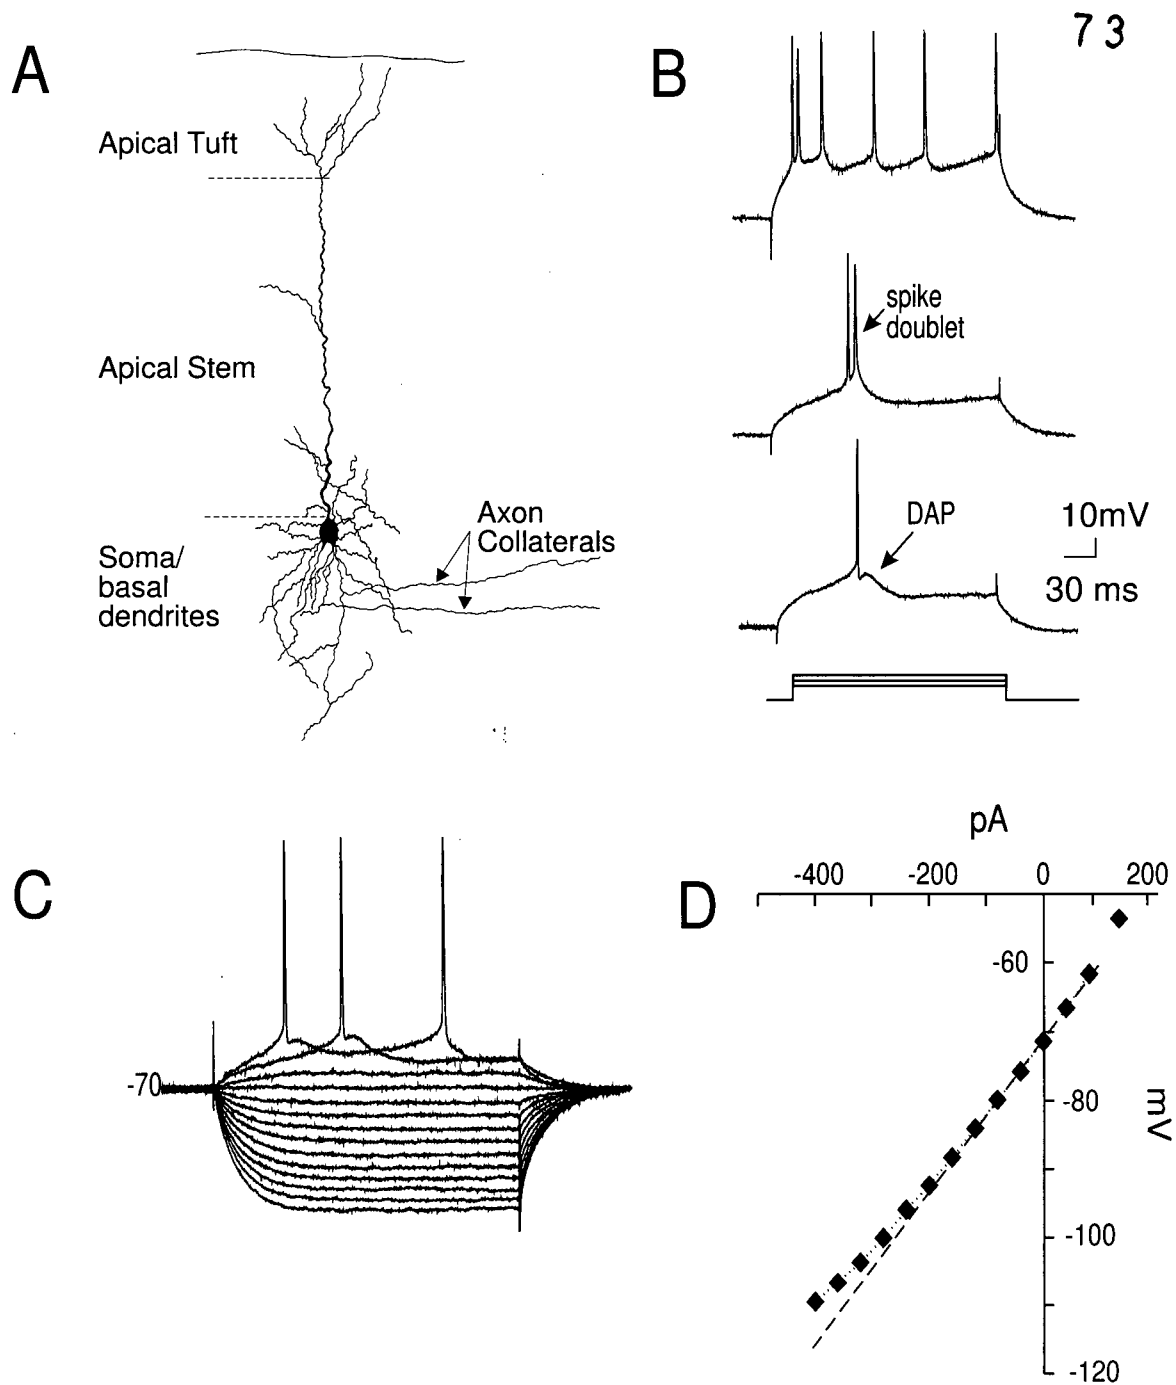 73
A
Apical Tuft
Apical Stem
Soma/
basal
dendrites
Axon
Collaterals
B
spike
doublet
DAP
10mV
30 ms
C
-70
D
pA
-400 -200 0 200
-60
-80
-100
-120
mV